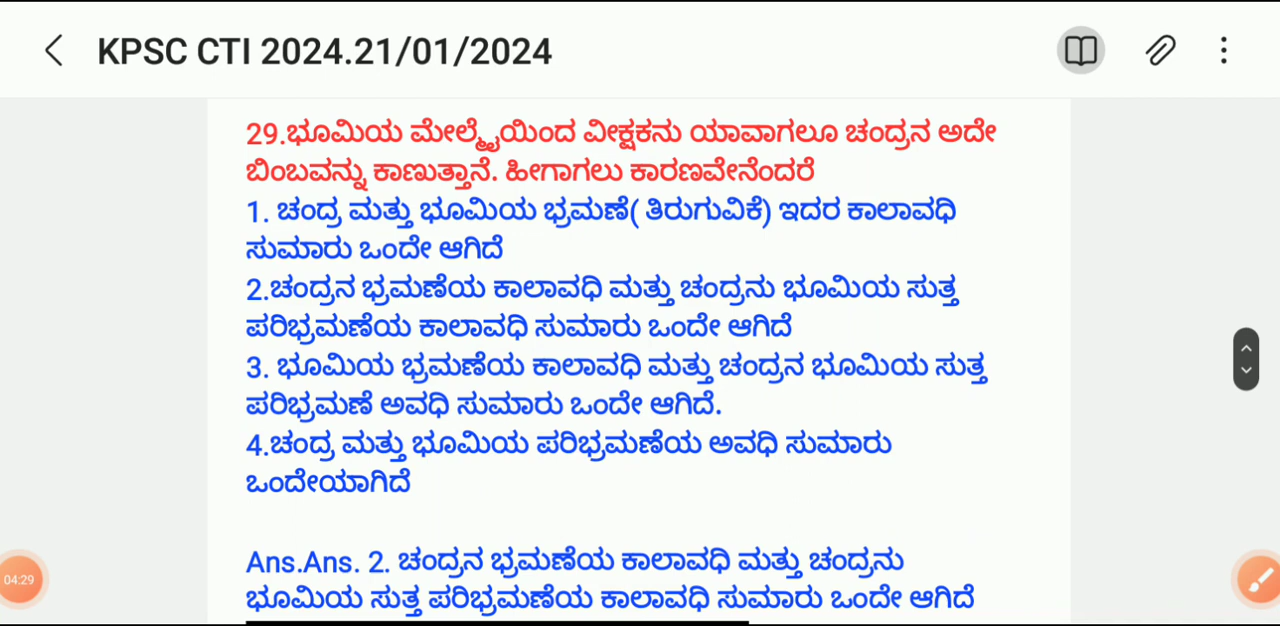 KPSC CTI 2024.21/01/2024
29.ಭೂಮಿಯ ಮೇಲ್ಮೈಯಿಂದ ವೀಕ್ಷಕನು ಯಾವಾಗಲೂ ಚಂದ್ರನ ಅದೇ
ಬಿಂಬವನ್ನು ಕಾಣುತ್ತಾನೆ. ಹೀಗಾಗಲು ಕಾರಣವೇನೆಂದರೆ
1. ಚಂದ್ರ ಮತ್ತು ಭೂಮಿಯ ಭ್ರಮಣೆ( ತಿರುಗುವಿಕೆ) ಇದರ ಕಾಲಾವಧಿ
ಸುಮಾರು ಒಂದೇ ಆಗಿದೆ
2.ಚಂದ್ರನ ಭ್ರಮಣೆಯ ಕಾಲಾವಧಿ ಮತ್ತು ಚಂದ್ರನು ಭೂಮಿಯ ಸುತ್ತ
ಪರಿಭ್ರಮಣೆಯ ಕಾಲಾವಧಿ ಸುಮಾರು ಒಂದೇ ಆಗಿದೆ
3. ಭೂಮಿಯ ಭ್ರಮಣೆಯ ಕಾಲಾವಧಿ ಮತ್ತು ಚಂದ್ರನ ಭೂಮಿಯ ಸುತ್ತ
ಪರಿಭ್ರಮಣೆ ಅವಧಿ ಸುಮಾರು ಒಂದೇ ಆಗಿದೆ.
4.ಚಂದ್ರ ಮತ್ತು ಭೂಮಿಯ ಪರಿಭ್ರಮಣೆಯ ಅವಧಿ ಸುಮಾರು
ಒಂದೇಯಾಗಿದೆ
Ans.Ans. 2. ಚಂದ್ರನ ಭ್ರಮಣೆಯ ಕಾಲಾವಧಿ ಮತ್ತು ಚಂದ್ರನು
04:29
ಭೂಮಿಯ ಸುತ್ತ ಪರಿಭ್ರಮಣೆಯ ಕಾಲಾವಧಿ ಸುಮಾರು ಒಂದೇ ಆಗಿದೆ